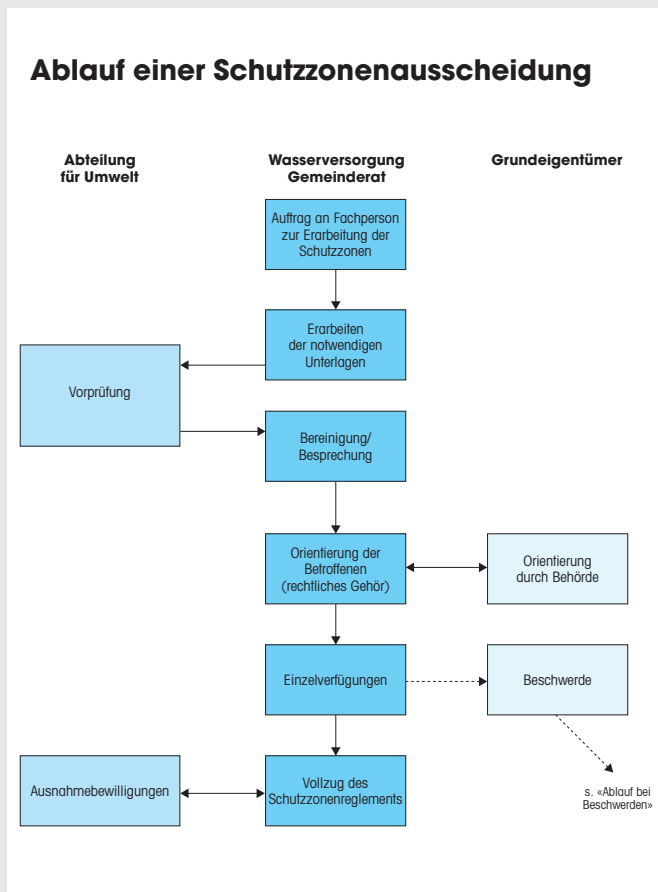 Ablauf einer Schutzzonenausscheidung
Abteilung
für Umwelt
Wasserversorgung
Gemeinderat
Grundeigentümer
Auftrag an Fachperson
zur Erarbeitung der
Schutzzonen
Erarbeiten
der notwendigen
Unterlagen
Vorprüfung
Bereinigung/
Besprechung
Orientierung der
Betroffenen
(rechtliches Gehör)
Orientierung
durch Behörde
Einzelverfügungen
Beschwerde
Ausnahmebewilligungen
Vollzug des
Schutzzonenreglements
s. «Ablauf bei
Beschwerden»